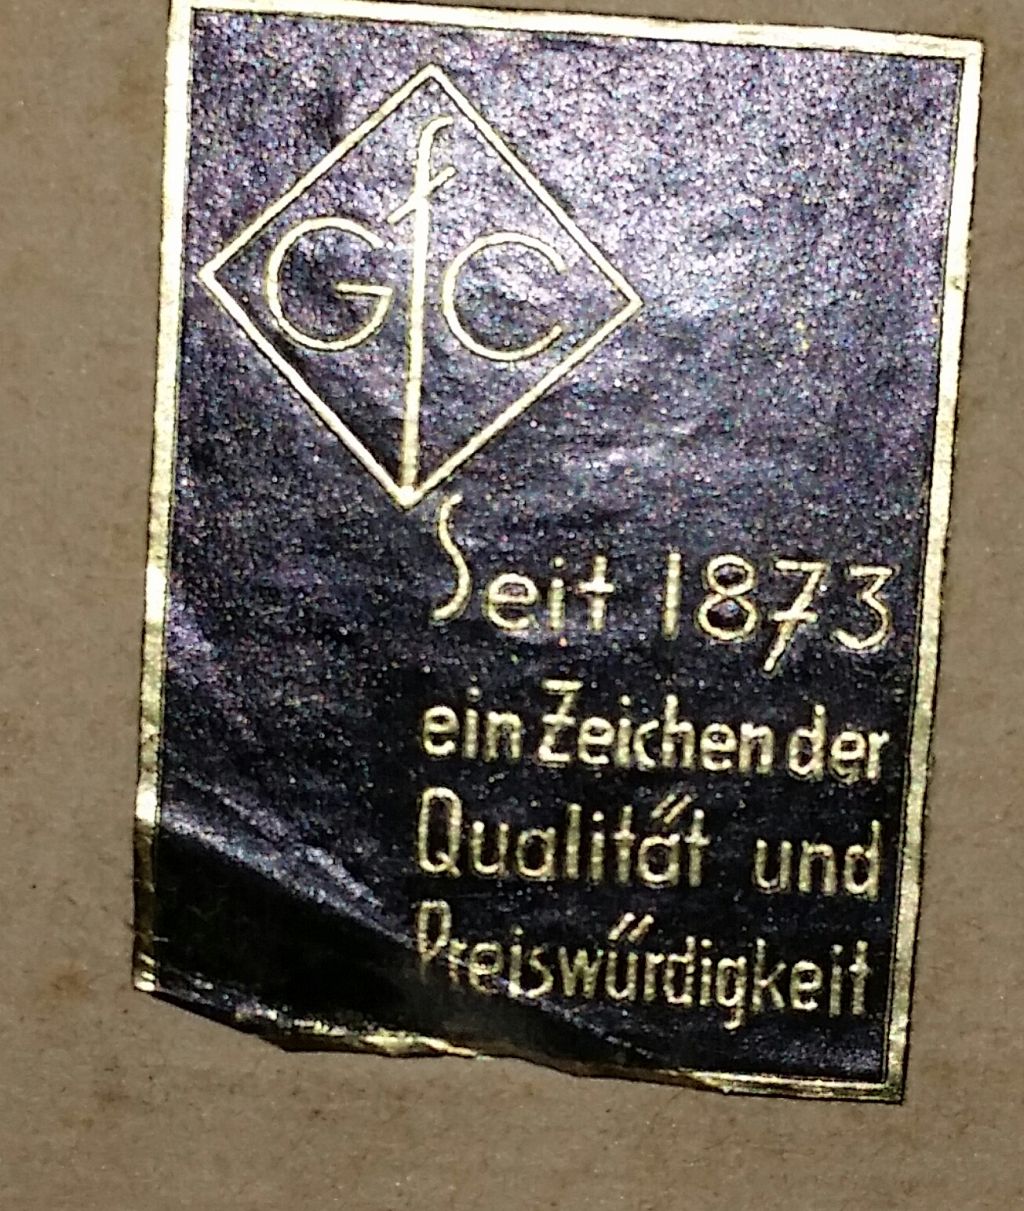 GfC
Seit 1873
ein Zeichen der
Qualität und
Preiswürdigkeit